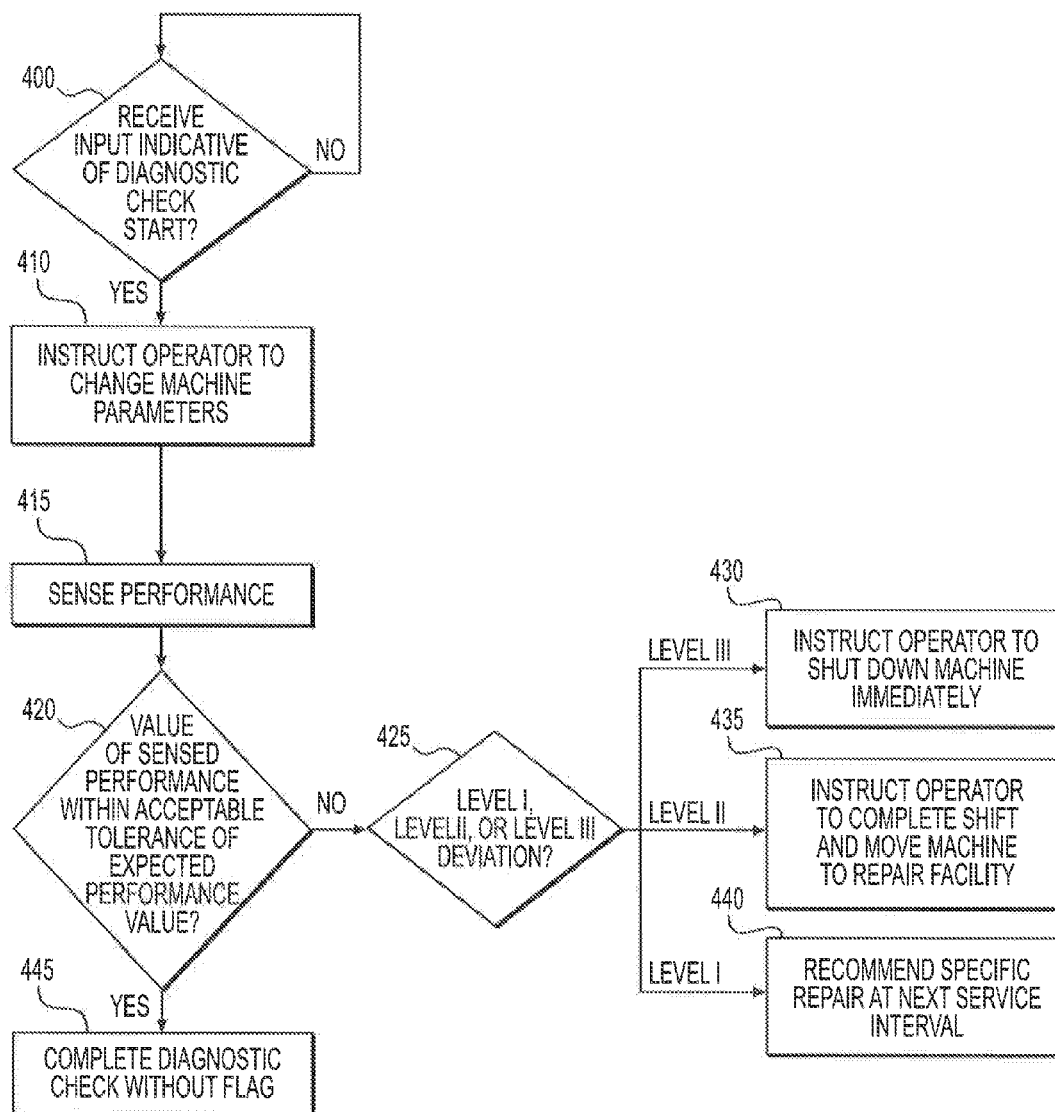 400
RECEIVE
INPUT INDICATIVE
OF DIAGNOSTIC
CHECK
START?
NO
YES
410
INSTRUCT OPERATOR TO
CHANGE MACHINE
PARAMETERS
415
SENSE PERFORMANCE
420
VALUE
OF SENSED
PERFORMANCE
WITHIN ACCEPTABLE
TOLERANCE OF
EXPECTED
PERFORMANCE
VALUE?
NO
425
LEVEL I,
LEVELII, OR LEVEL III
DEVIATION?
LEVEL III
430
INSTRUCT OPERATOR TO
SHUT DOWN MACHINE
IMMEDIATELY
LEVEL II
435
INSTRUCT OPERATOR
TO COMPLETE SHIFT
AND MOVE MACHINE
TO REPAIR FACILITY
LEVEL I
440
RECOMMEND SPECIFIC
REPAIR AT NEXT SERVICE
INTERVAL
YES
445
COMPLETE DIAGNOSTIC
CHECK WITHOUT FLAG